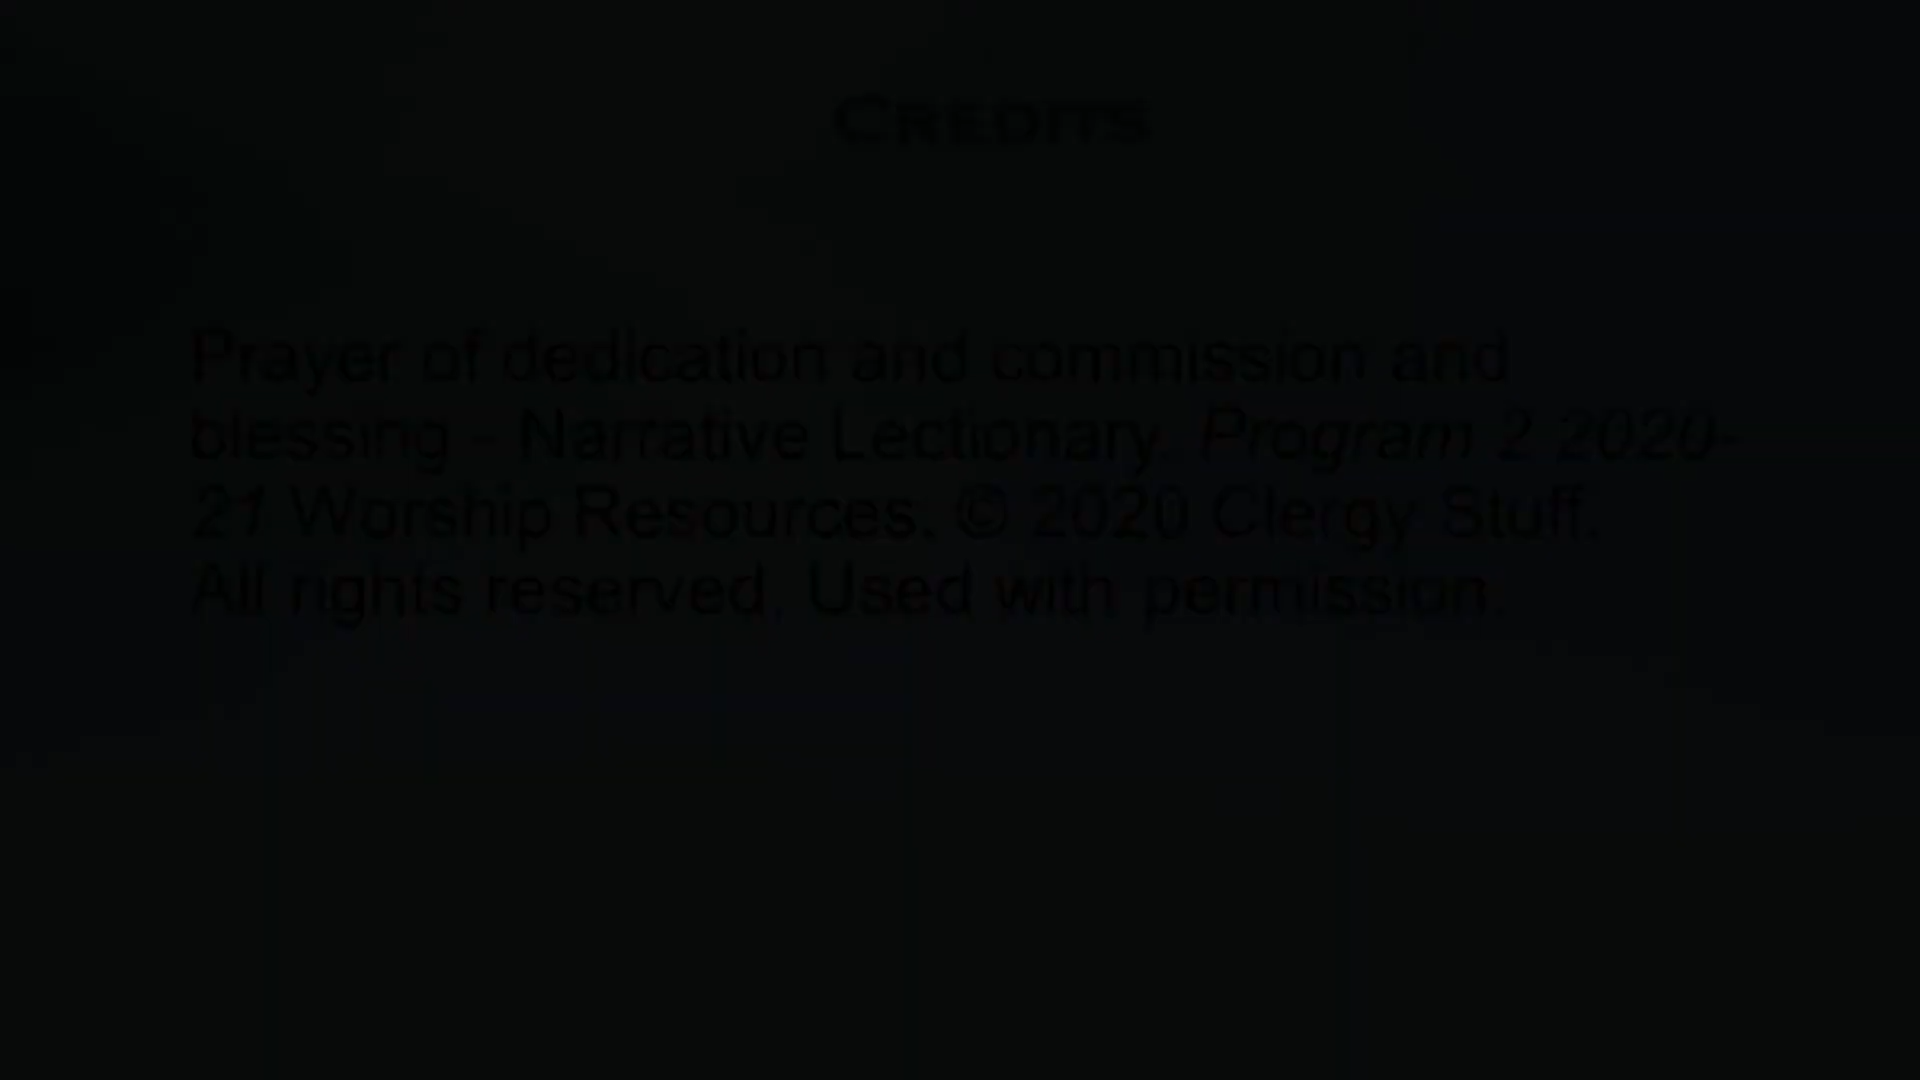 CREDITS
Prayer of dedication and commission and
blessing - Narrative Lectionary. Program 2 2020-
21 Worship Resources. © 2020 Clergy Stuff.
All rights reserved. Used with permission.